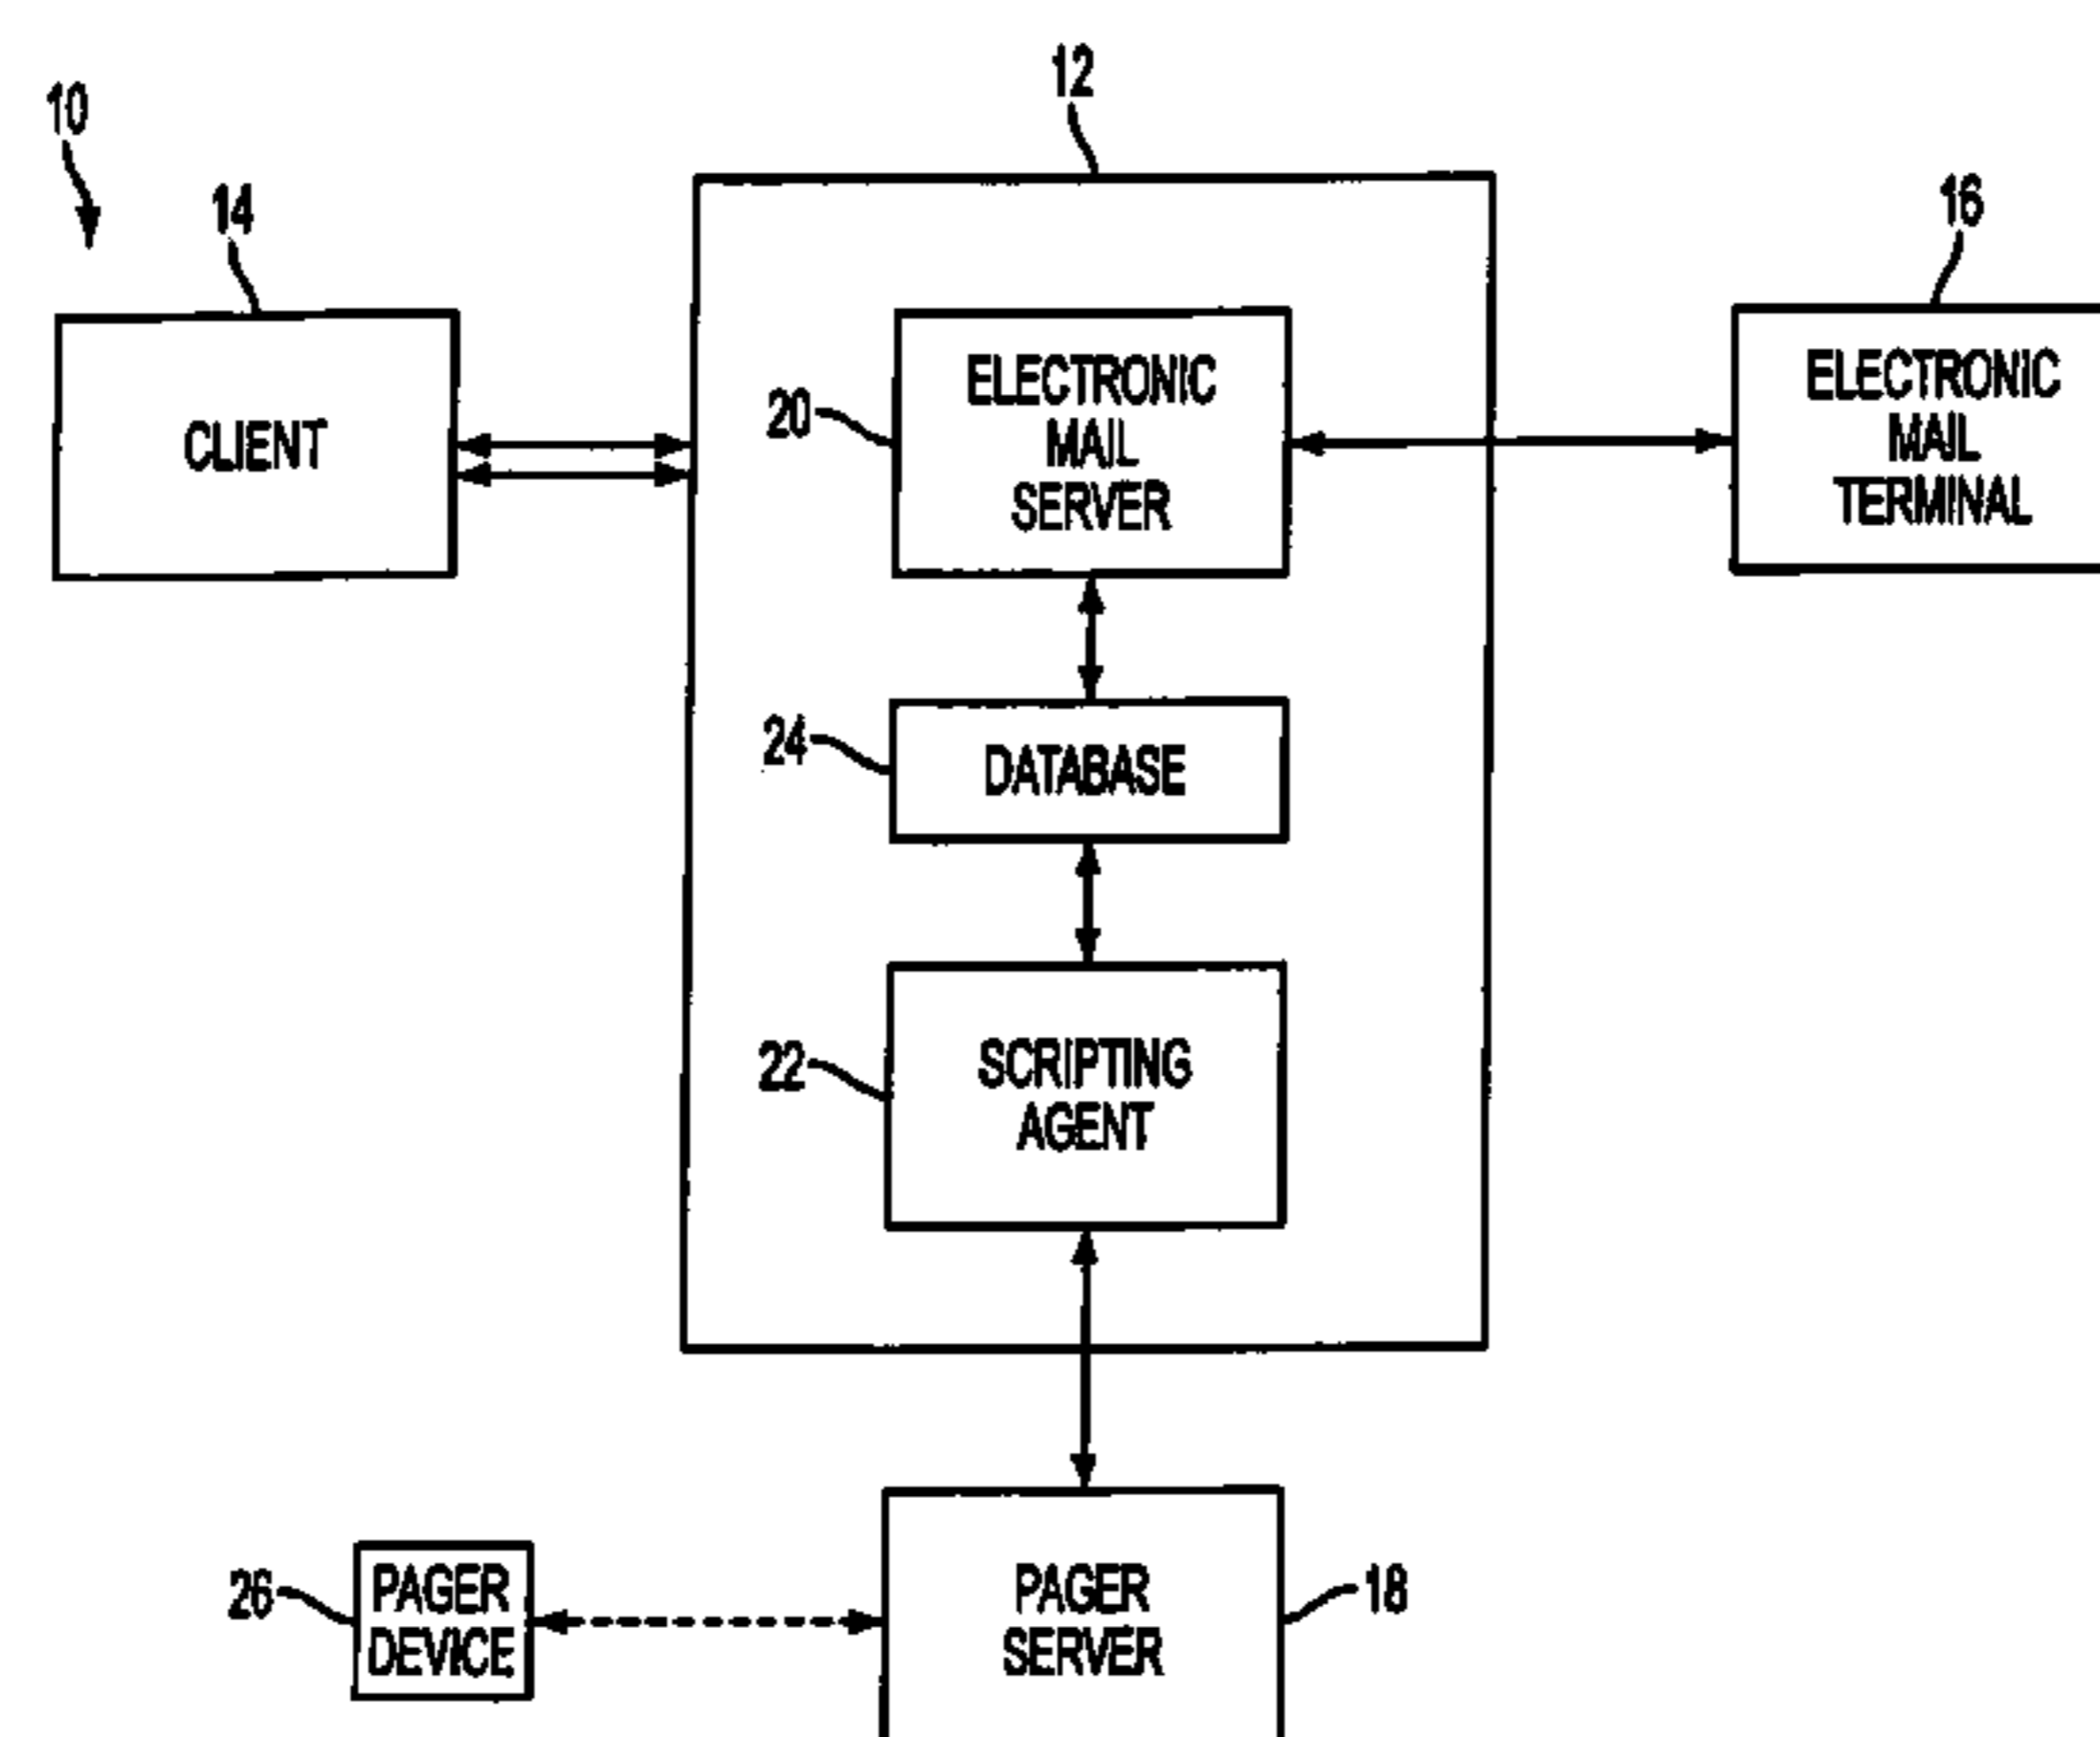 12
10
14
16
CLIENT
20
ELECTRONIC
MAIL
SERVER
ELECTRONIC
MAIL
TERMINAL
24
DATABASE
22
SCRIPTING
AGENT
26
PAGER
DEVICE
PAGER
SERVER
18